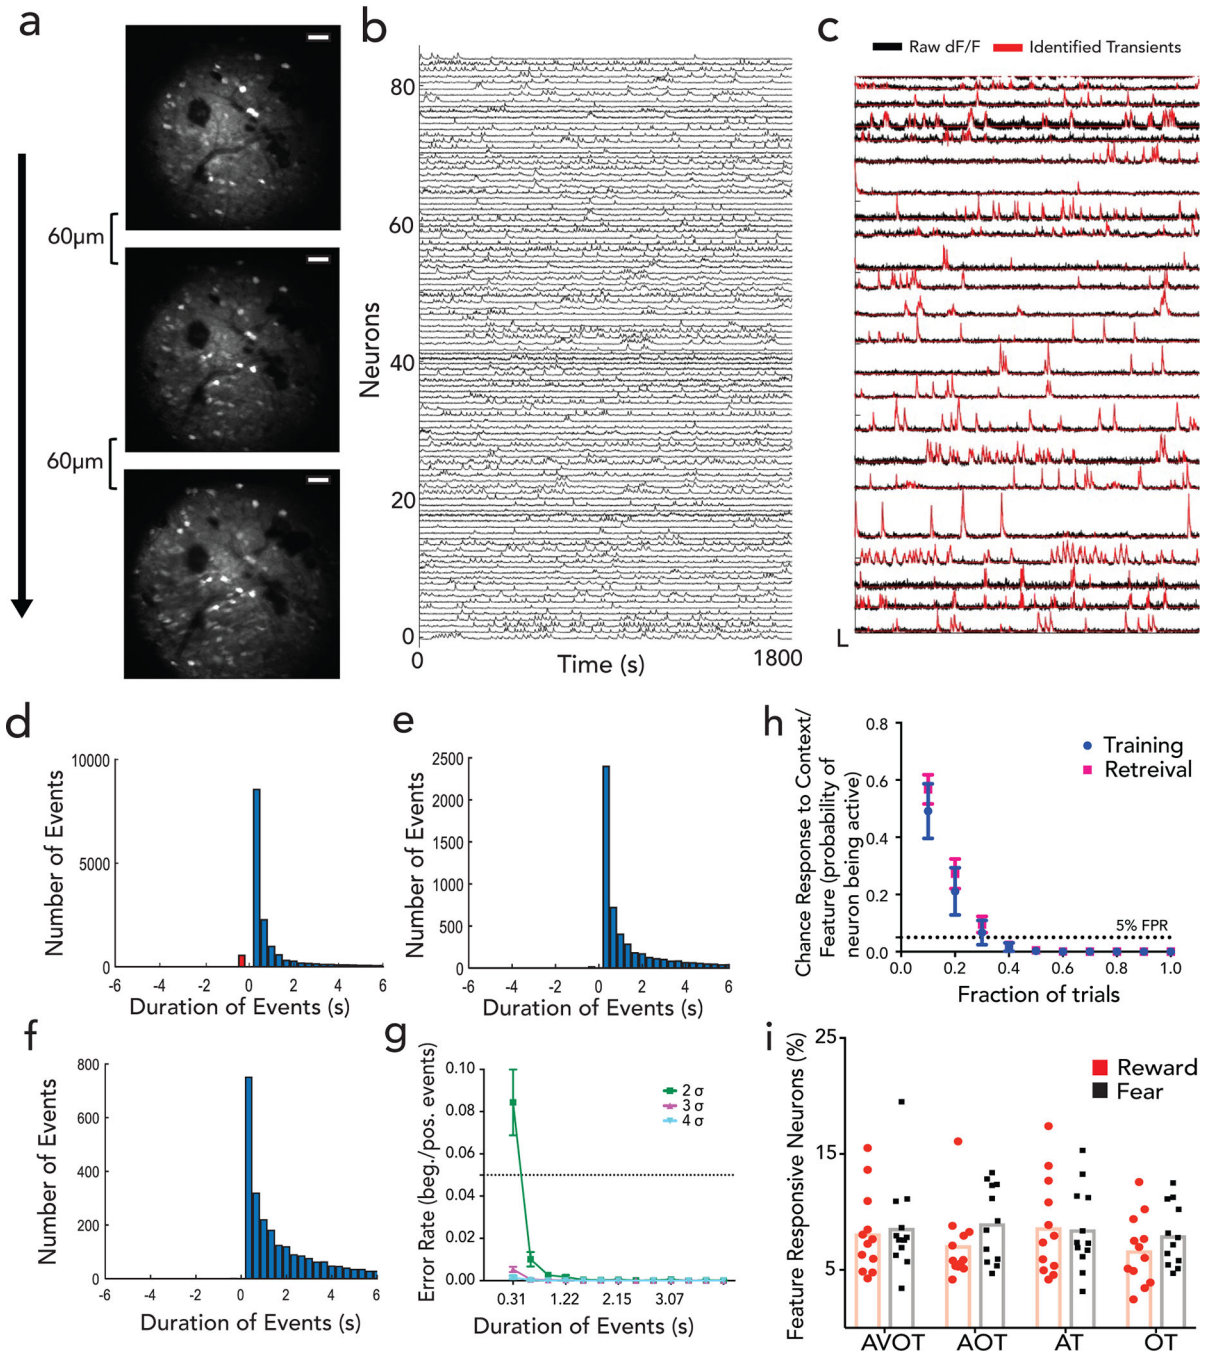 a
60μm
60μm
b
Neurons
80
60
40
20
0
0
Time (s)
1800
c
Raw dF/F
Identified Transients
L
d
Number of Events
10000
5000
0
-6
-4
-2
0
2
4
6
Duration of Events (s)
e
Number of Events
2500
2000
1500
1000
500
0
-6
-4
-2
0
2
4
6
Duration of Events (s)
h
Chance Response to Context/
Feature (probability of
neuron being active)
0.8
0.6
0.4
0.2
0.0
Training
Retreival
5% FPR
0.0
0.2
0.4
0.6
0.8
1.0
Fraction of trials
f
Number of Events
800
600
400
200
0
-6
-4
-2
0
2
4
6
Duration of Events (s)
g
Error Rate (beg./pos. events)
0.10
0.08
0.06
0.04
0.02
0.00
2 σ
3 σ
4 σ
0.31
1.22
2.15
3.07
Duration of Events (s)
i
Feature Responsive Neurons (%)
25
15
5
Reward
Fear
AVOT
AOT
AT
OT